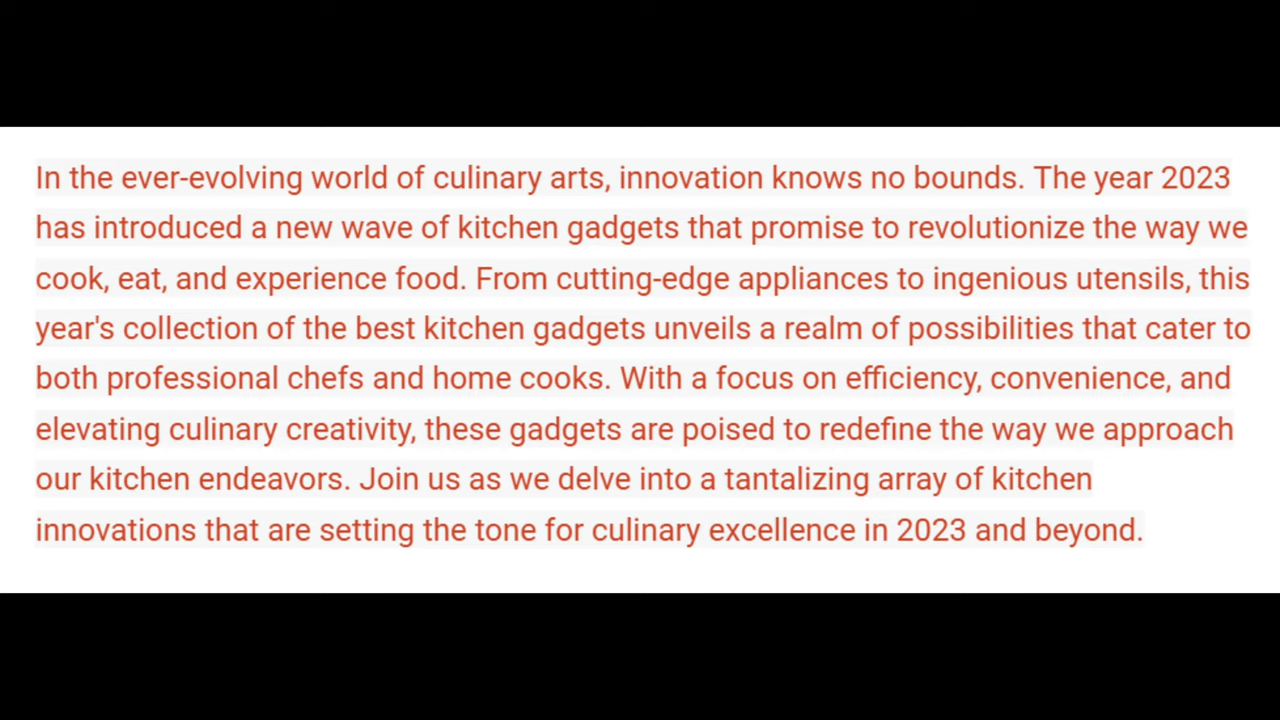 In the ever-evolving world of culinary arts, innovation knows no bounds. The year 2023
has introduced a new wave of kitchen gadgets that promise to revolutionize the way we
cook, eat, and experience food. From cutting-edge appliances to ingenious utensils, this
year's collection of the best kitchen gadgets unveils a realm of possibilities that cater to
both professional chefs and home cooks. With a focus on efficiency, convenience, and
elevating culinary creativity, these gadgets are poised to redefine the way we approach
our kitchen endeavors. Join us as we delve into a tantalizing array of kitchen
innovations that are setting the tone for culinary excellence in 2023 and beyond.